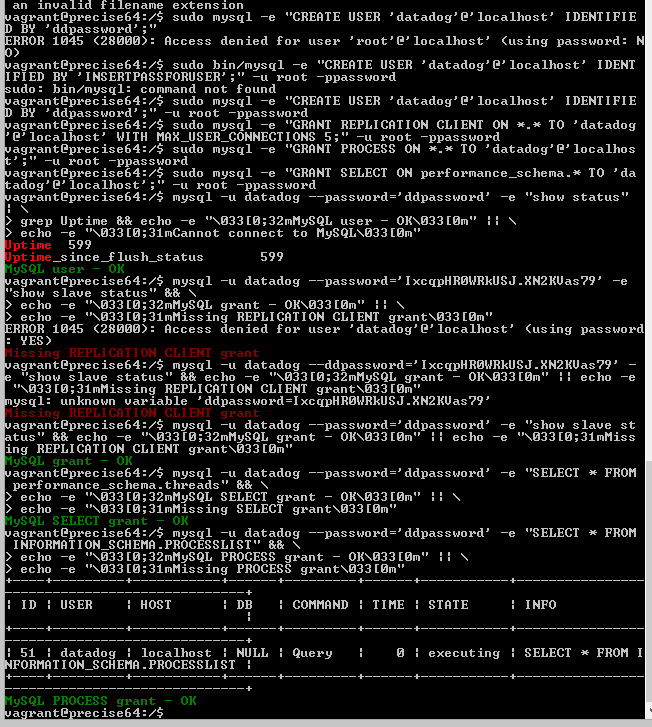 an invalid filename extension
vagrant@precise64:/$ sudo mysql -e "CREATE USER 'datadog'@'localhost' IDENTIFIE
D BY 'ddpassword';"
ERROR 1045 (28000): Access denied for user 'root'@'localhost' (using password: N
O)
vagrant@precise64:/$ sudo bin/mysql -e "CREATE USER 'datadog'@'localhost' IDENT
IFIED BY 'INSERTPASSFORUSER';" -u root -ppassword
sudo: bin/mysql: command not found
vagrant@precise64:/$ sudo mysql -e "CREATE USER 'datadog'@'localhost' IDENTIFIE
D BY 'ddpassword';" -u root -ppassword
vagrant@precise64:/$ sudo mysql -e "GRANT REPLICATION CLIENT ON *.* TO 'datadog
'@'localhost' WITH MAX_USER_CONNECTIONS 5;" -u root -ppassword
vagrant@precise64:/$ sudo mysql -e "GRANT PROCESS ON *.* TO 'datadog'@'localhos
t';" -u root -ppassword
vagrant@precise64:/$ sudo mysql -e "GRANT SELECT ON performance_schema.* TO 'da
tadog'@'localhost';" -u root -ppassword
vagrant@precise64:/$ mysql -u datadog --password='ddpassword' -e "show status"
| \
> grep Uptime && echo -e "\033[0;32mMySQL user - OK\033[0m" || \
> echo -e "\033[0;31mCannot connect to MySQL\033[0m"
Uptime 599
Uptime_since_flush_status 599
MySQL user - OK
vagrant@precise64:/$ mysql -u datadog --password='IxcqpHR0WRkUSJ.XN2KVas79' -e
"show slave status" && \
> echo -e "\033[0;32mMySQL grant - OK\033[0m" || \
> echo -e "\033[0;31mMissing REPLICATION CLIENT grant\033[0m"
ERROR 1045 (28000): Access denied for user 'datadog'@'localhost' (using password
: YES)
Missing REPLICATION CLIENT grant
vagrant@precise64:/$ mysql -u datadog --ddpassword='IxcqpHR0WRkUSJ.XN2KVas79' -
e "show slave status" && echo -e "\033[0;32mMySQL grant - OK\033[0m" || echo -e
"\033[0;31mMissing REPLICATION CLIENT grant\033[0m"
mysql: unknown variable 'ddpassword=IxcqpHR0WRkUSJ.XN2KVas79'
Missing REPLICATION CLIENT grant
vagrant@precise64:/$ mysql -u datadog --password='ddpassword' -e "show slave st
atus" && echo -e "\033[0;32mMySQL grant - OK\033[0m" || echo -e "\033[0;31mMiss
ing REPLICATION CLIENT grant\033[0m"
MySQL grant - OK
vagrant@precise64:/$ mysql -u datadog --password='ddpassword' -e "SELECT * FROM
performance_schema.threads" && \
> echo -e "\033[0;32mMySQL SELECT grant - OK\033[0m" || \
> echo -e "\033[0;31mMissing SELECT grant\033[0m"
MySQL SELECT grant - OK
vagrant@precise64:/$ mysql -u datadog --password='ddpassword' -e "SELECT * FROM
INFORMATION_SCHEMA.PROCESSLIST" && \
> echo -e "\033[0;32mMySQL PROCESS grant - OK\033[0m" || \
> echo -e "\033[0;31mMissing PROCESS grant\033[0m"
| ID | USER | HOST | DB | COMMAND | TIME | STATE | INFO
|
| 51 | datadog | localhost | NULL | Query | 0 | executing | SELECT * FROM I
NFORMATION_SCHEMA.PROCESSLIST |
MySQL PROCESS grant - OK
vagrant@precise64:/$